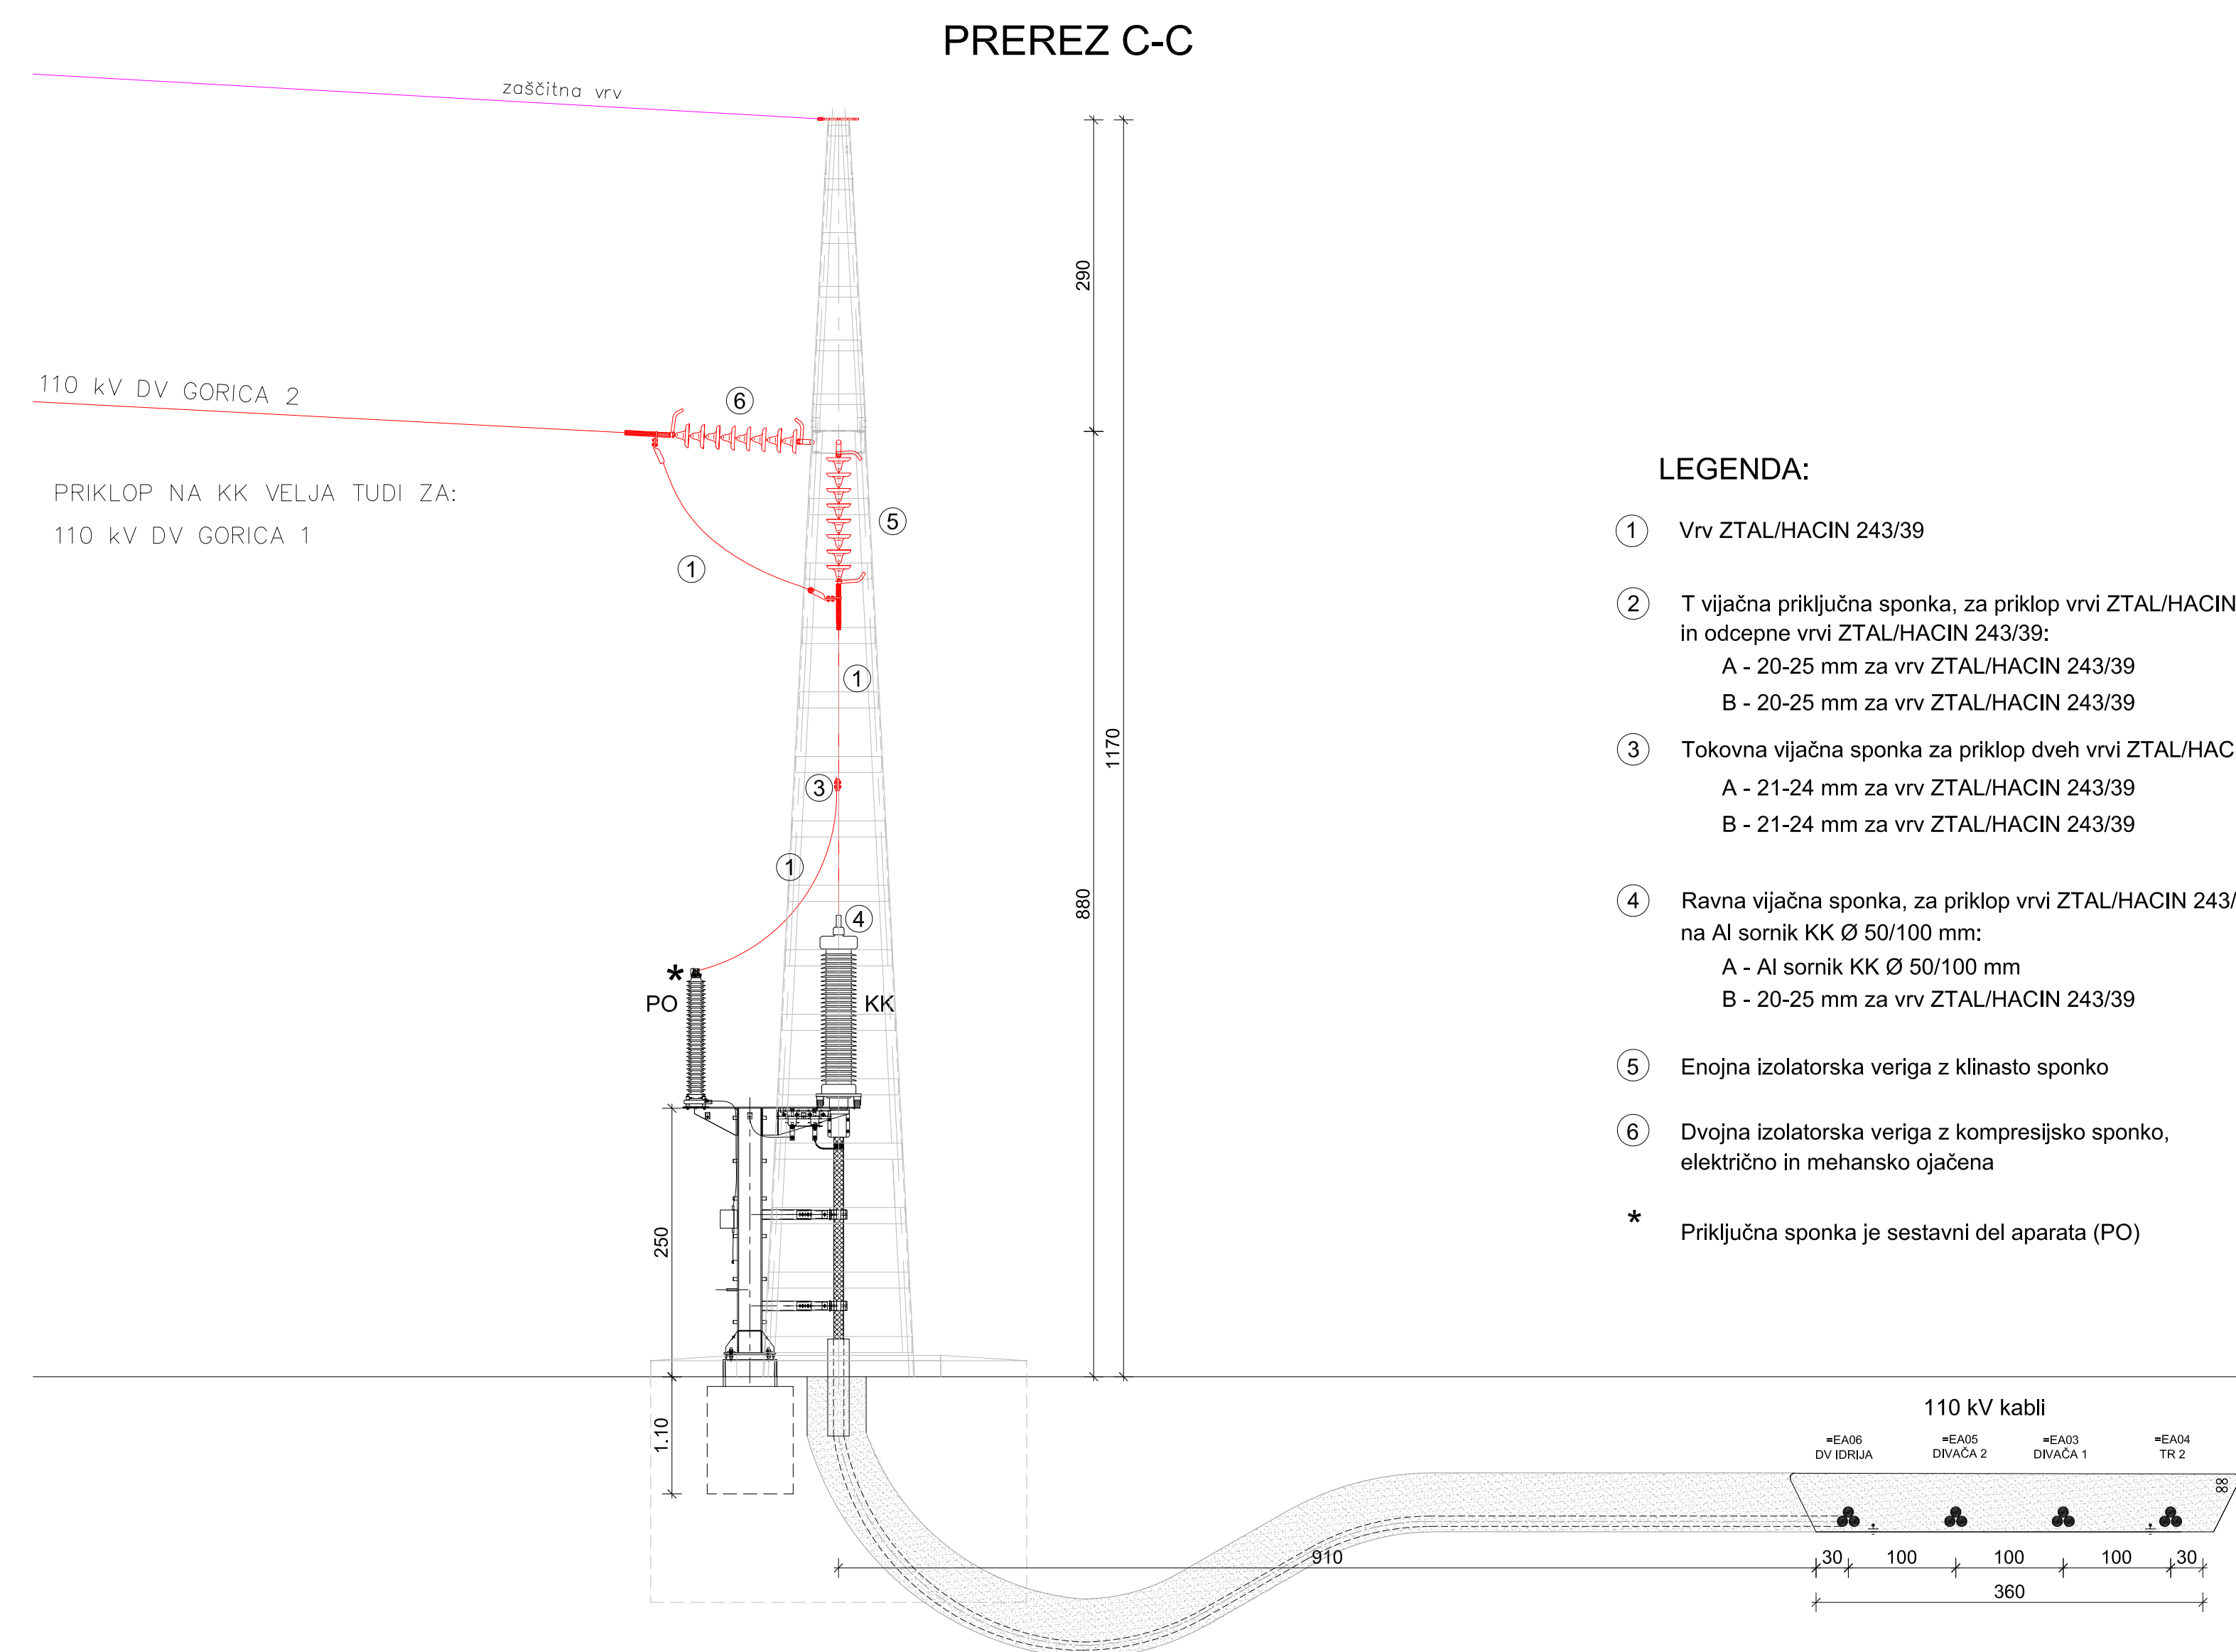 PREREZ C-C
zaščitna vrv
110 kV DV GORICA 2
PRIKLOP NA KK VELJA TUDI ZA:
110 kV DV GORICA 1
6
5
1
1
3
1
4
*
PO
KK
290
1170
880
250
1.10
910
LEGENDA:
1 Vrv ZTAL/HACIN 243/39
2 T vijačna priključna sponka, za priklop vrvi ZTAL/HACIN
in odcepne vrvi ZTAL/HACIN 243/39:
A - 20-25 mm za vrv ZTAL/HACIN 243/39
B - 20-25 mm za vrv ZTAL/HACIN 243/39
3 Tokovna vijačna sponka za priklop dveh vrvi ZTAL/HAC
A - 21-24 mm za vrv ZTAL/HACIN 243/39
B - 21-24 mm za vrv ZTAL/HACIN 243/39
4 Ravna vijačna sponka, za priklop vrvi ZTAL/HACIN 243/
na Al sornik KK Ø 50/100 mm:
A - Al sornik KK Ø 50/100 mm
B - 20-25 mm za vrv ZTAL/HACIN 243/39
5 Enojna izolatorska veriga z klinasto sponko
6 Dvojna izolatorska veriga z kompresijsko sponko,
električno in mehansko ojačena
* Priključna sponka je sestavni del aparata (PO)
110 kV kabli
=EA06 =EA05 =EA03 =EA04
DV IDRIJA DIVAČA 2 DIVAČA 1 TR 2
30 100 100 100 30
360